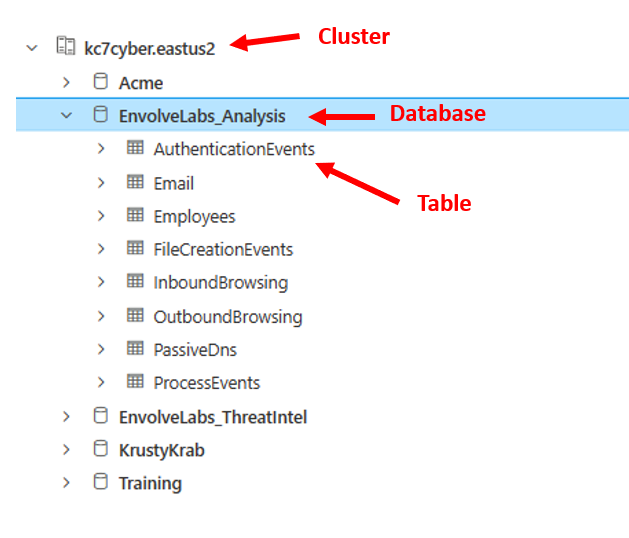 kc7cyber.eastus2 Cluster
Acme
EnvolveLabs_Analysis Database
AuthenticationEvents
Email
Table
Employees
FileCreationEvents
InboundBrowsing
OutboundBrowsing
PassiveDns
ProcessEvents
EnvolveLabs_ThreatIntel
KrustyKrab
Training